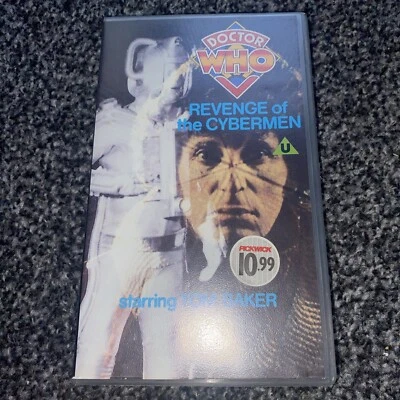 DOCTOR
WHO
REVENGE of
the CYBERMEN
U
PICKWICK
10.99
starring TOM BAKER